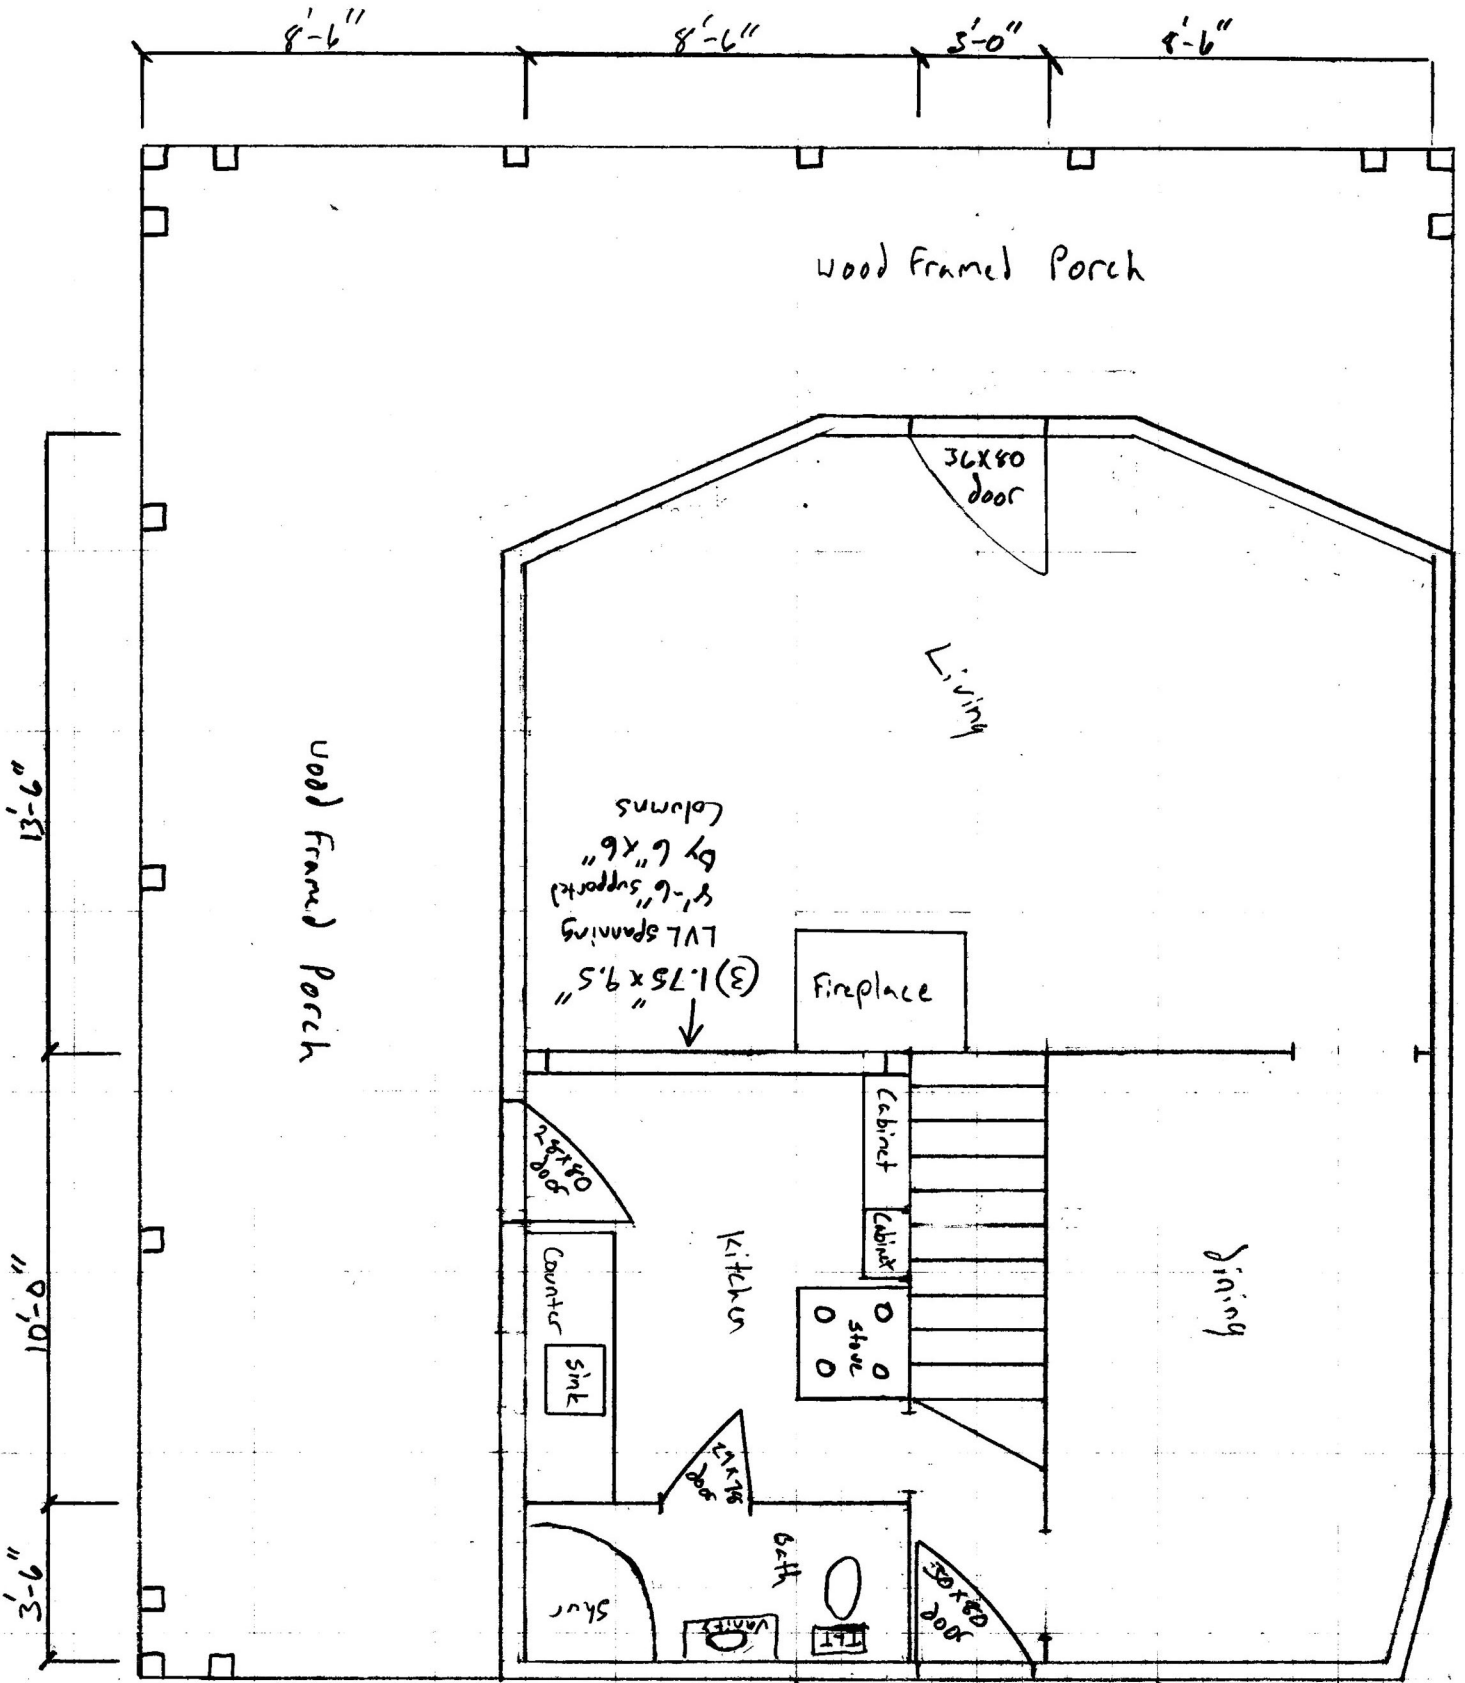 8'-6"
8'-6"
3'-0"
8'-6"
Wood Framed Porch
36x80
door
Living
13'-6"
Wood Framed Porch
(3) 1.75" x 9.5"
LVL spanning
8'-6" supported
by 6"x6"
Columns
Fireplace
Cabinet
28x80
door
Cabinet
Kitchen
Dining
10'-0"
Counter
Stove
Sink
door
Bath
30x80
door
3'-6"
Shwr
Vanity